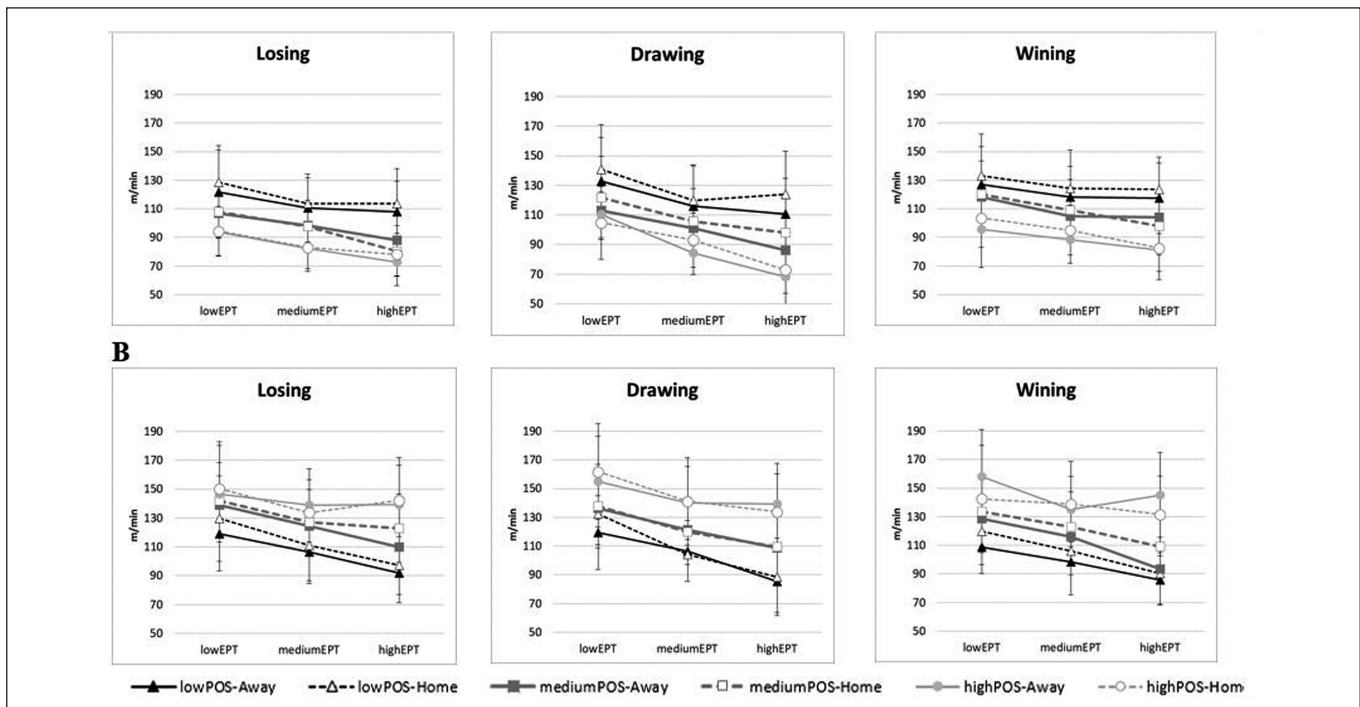 Losing
190
170
150
130
110
90
70
50
m/min
lowEPT mediumEPT highEPT
Drawing
190
170
150
130
110
90
70
50
m/min
lowEPT mediumEPT highEPT
Wining
190
170
150
130
110
90
70
50
m/min
lowEPT mediumEPT highEPT
B
Losing
190
170
150
130
110
90
70
50
m/min
lowEPT mediumEPT highEPT
Drawing
190
170
150
130
110
90
70
50
m/min
lowEPT mediumEPT highEPT
Wining
190
170
150
130
110
90
70
50
m/min
lowEPT mediumEPT highEPT
lowPOS-Away lowPOS-Home mediumPOS-Away mediumPOS-Home highPOS-Away highPOS-Hom